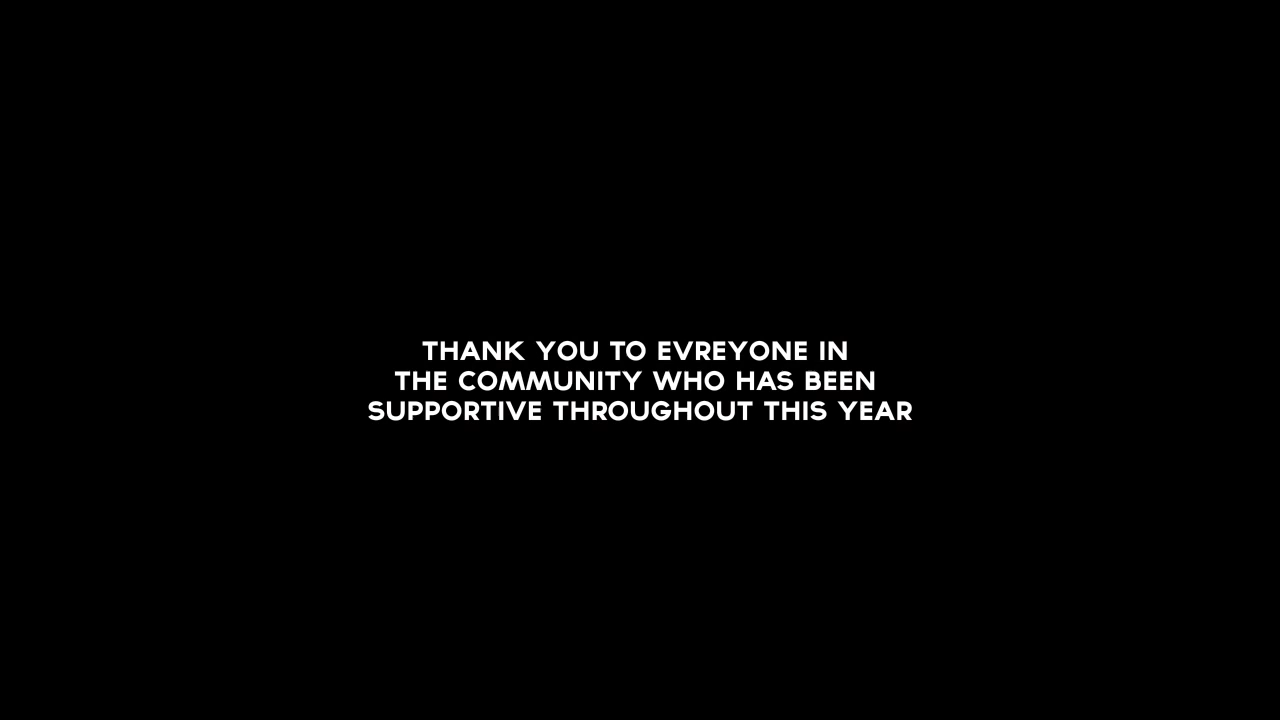 THANK YOU TO EVREYONE IN
THE COMMUNITY WHO HAS BEEN
SUPPORTIVE THROUGHOUT THIS YEAR